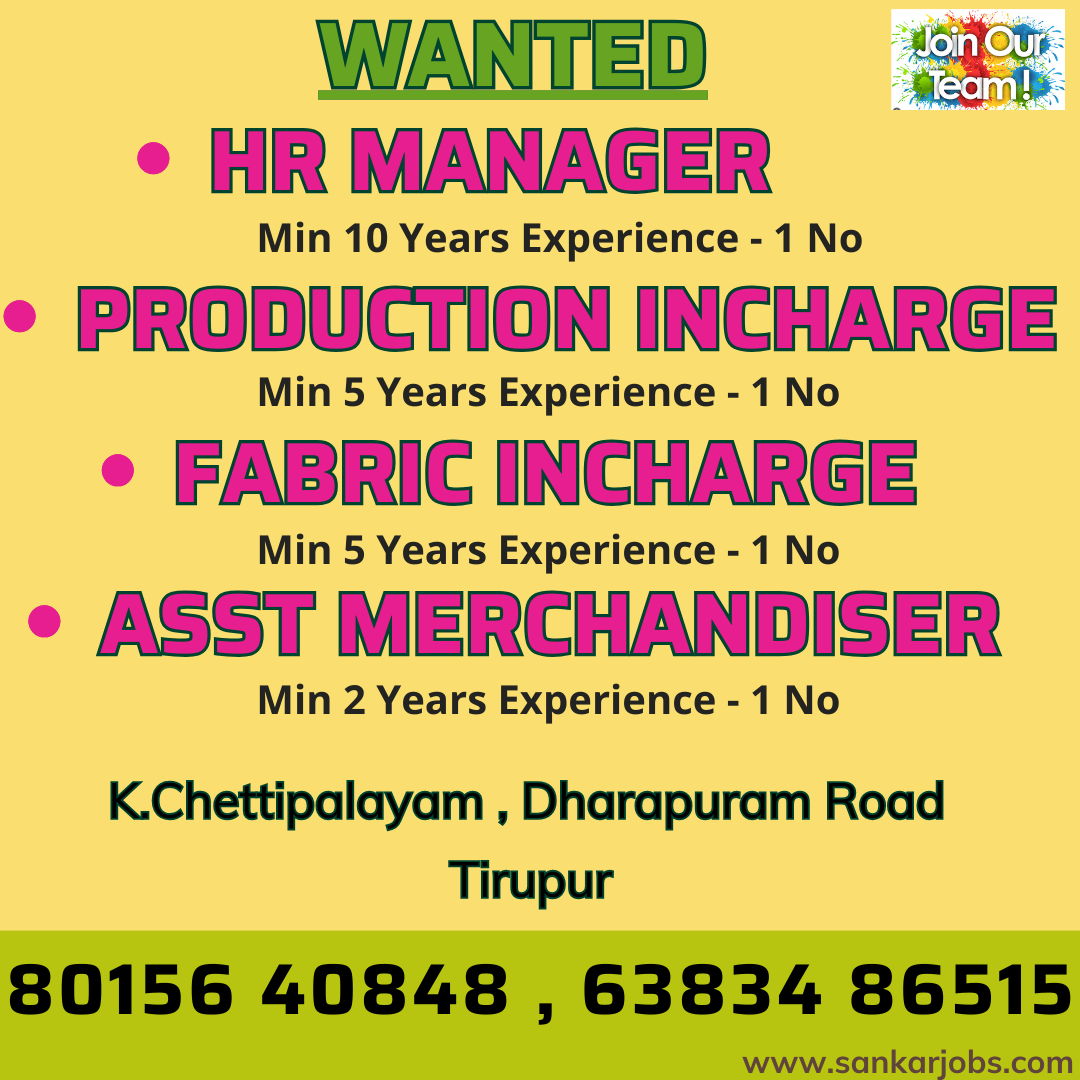 WANTED
Join Our
Team !
• HR MANAGER
Min 10 Years Experience - 1 No
• PRODUCTION INCHARGE
Min 5 Years Experience - 1 No
• FABRIC INCHARGE
Min 5 Years Experience - 1 No
• ASST MERCHANDISER
Min 2 Years Experience - 1 No
K.Chettipalayam , Dharapuram Road
Tirupur
80156 40848 , 63834 86515
www.sankarjobs.com